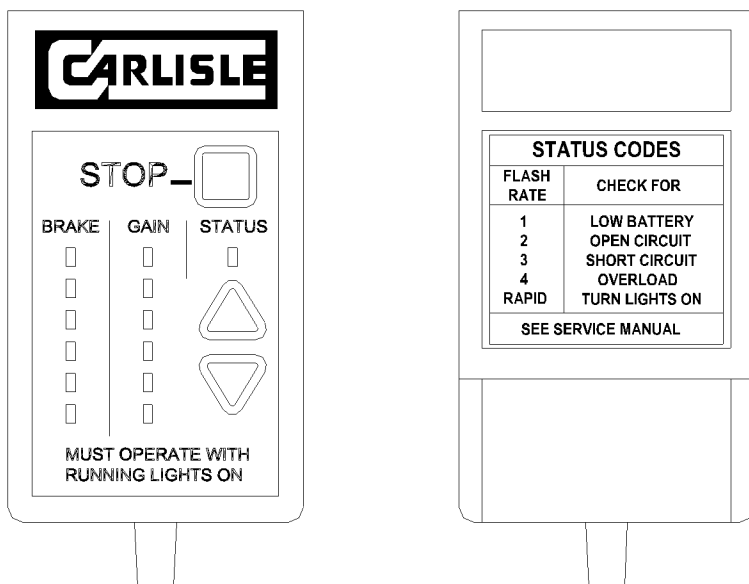 CARLISLE
STOP
BRAKE GAIN STATUS
MUST OPERATE WITH
RUNNING LIGHTS ON
STATUS CODES
FLASH RATE CHECK FOR
1 LOW BATTERY
2 OPEN CIRCUIT
3 SHORT CIRCUIT
4 OVERLOAD
RAPID TURN LIGHTS ON
SEE SERVICE MANUAL